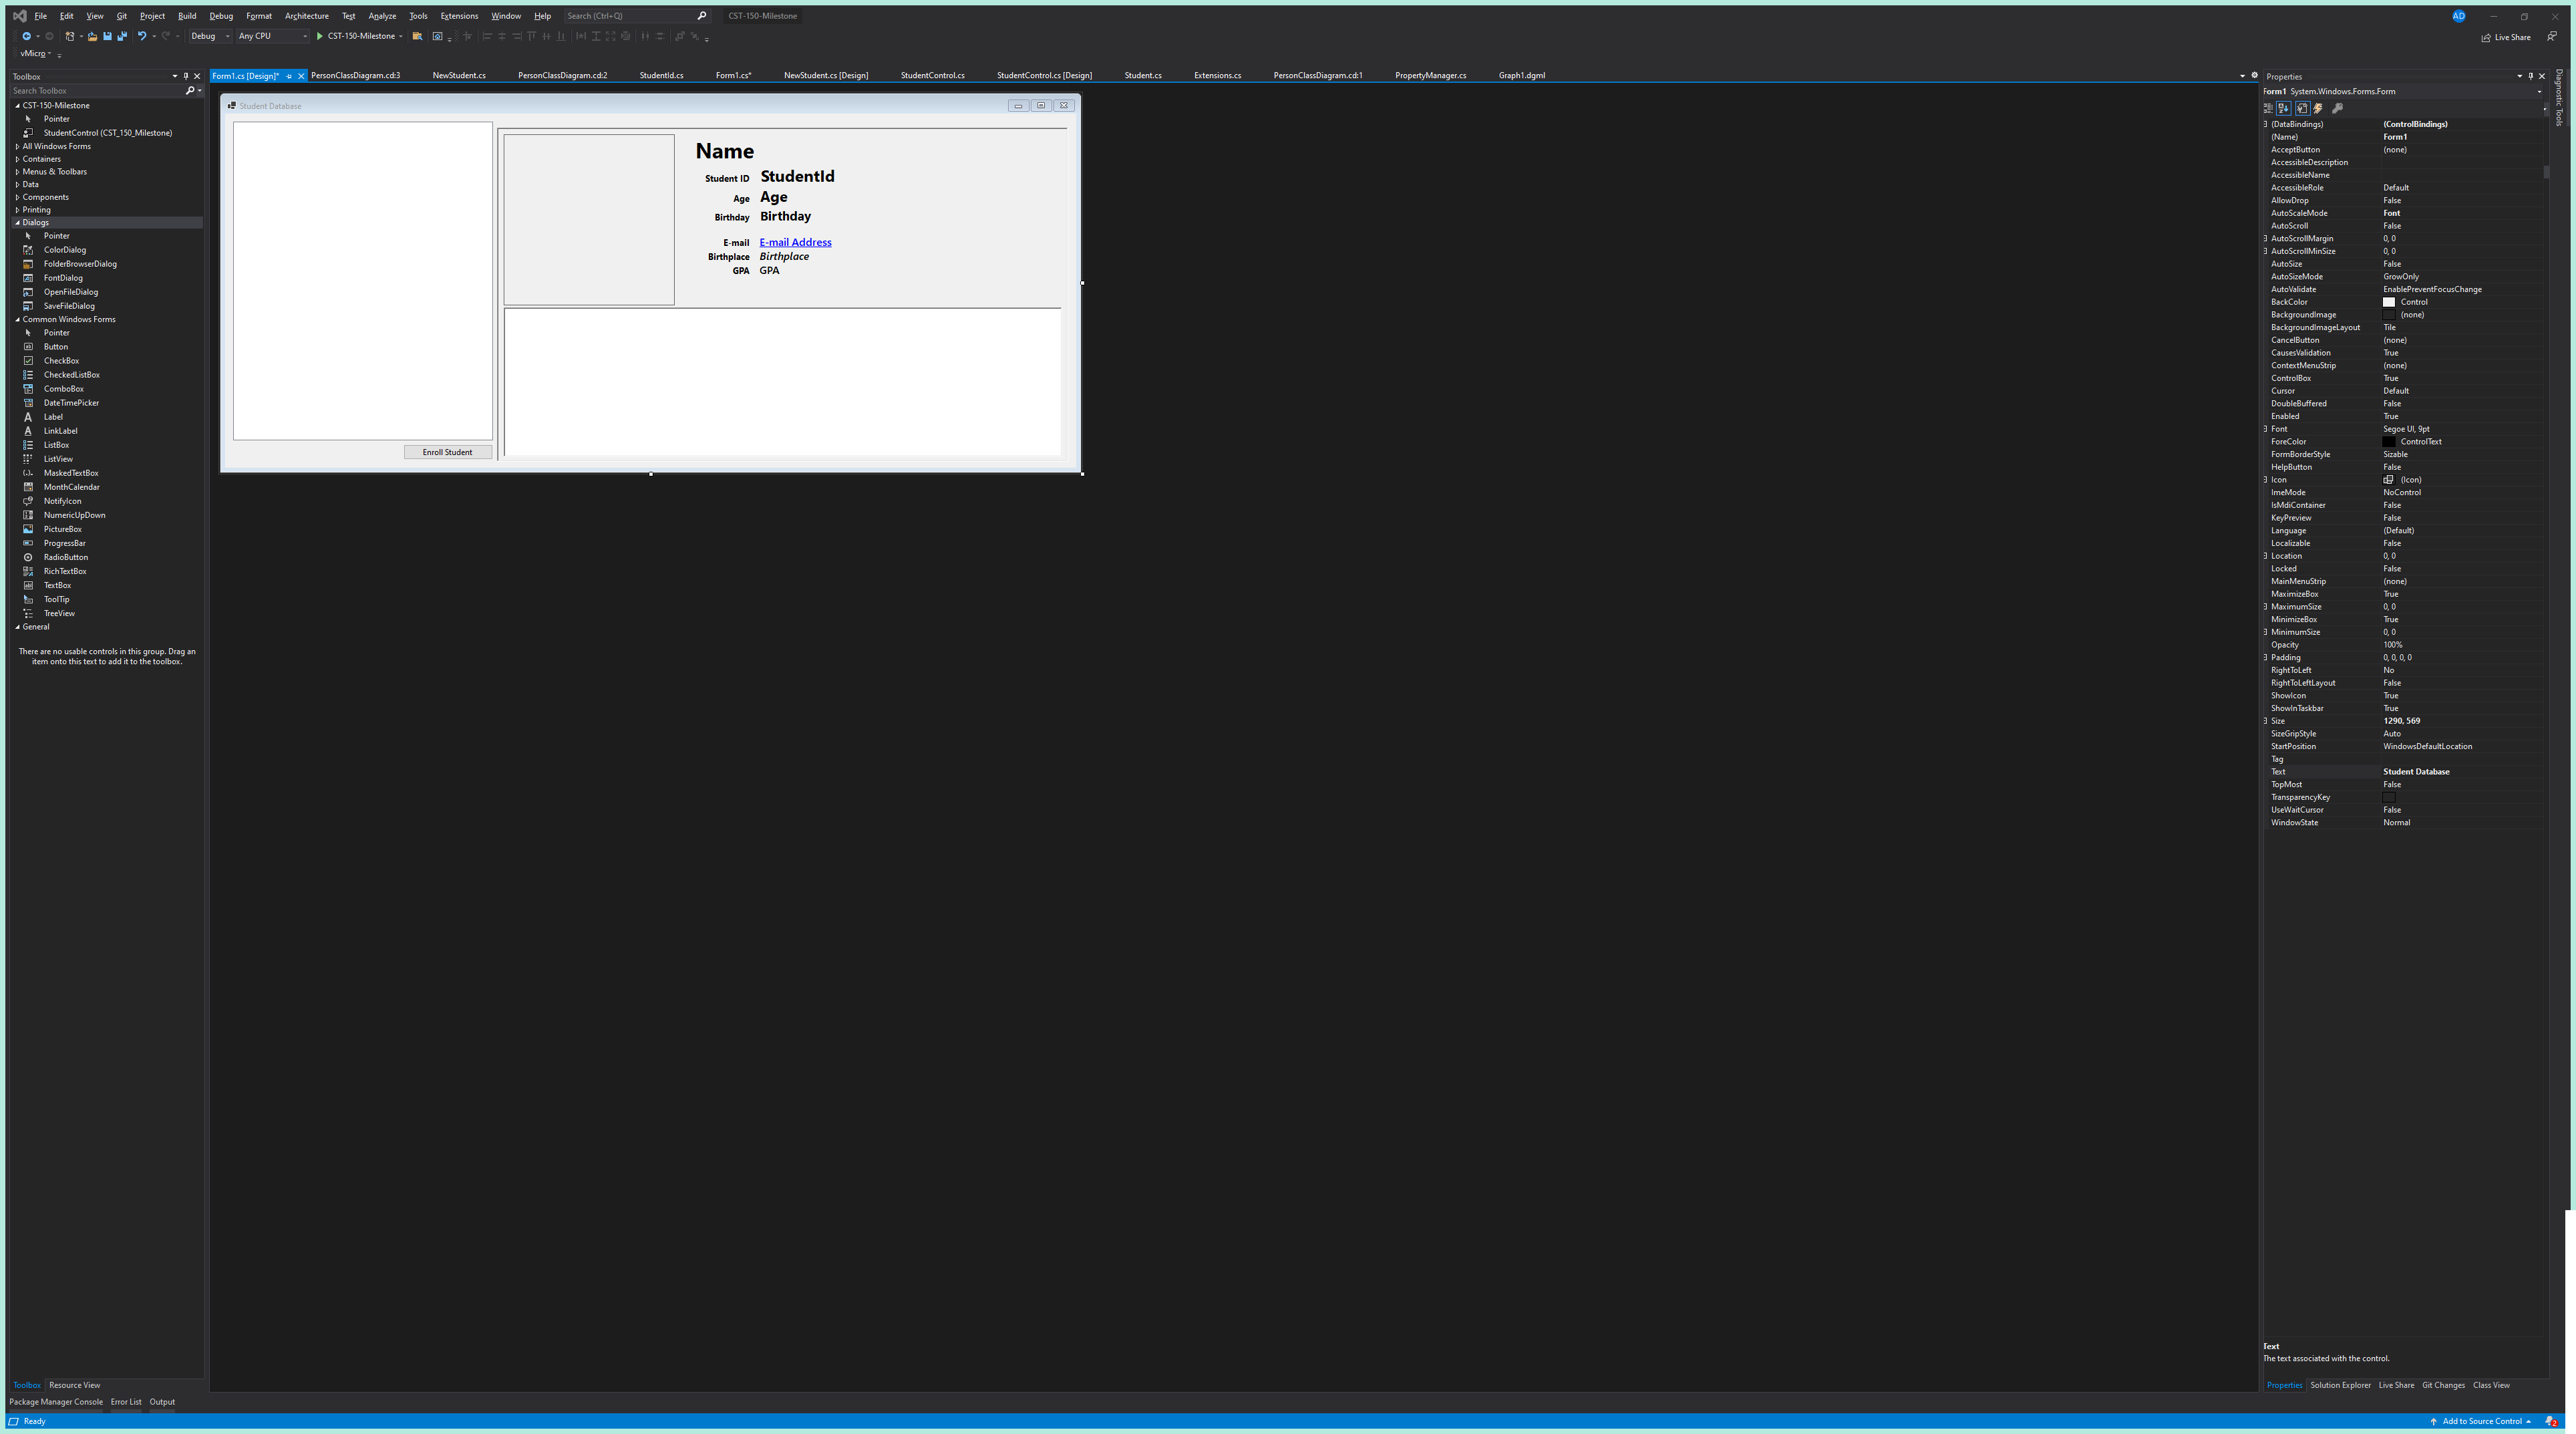 File Edit View Git Project Build Debug Format Architecture Test Analyze Tools Extensions Window Help Search (Ctrl+Q) CST-150-Milestone AD
Debug Any CPU CST-150-Milestone Live Share
vMicro
Toolbox
Search Toolbox
CST-150-Milestone
Pointer
StudentControl (CST_150_Milestone)
All Windows Forms
Containers
Menus & Toolbars
Data
Components
Printing
Dialogs
Pointer
ColorDialog
FolderBrowserDialog
FontDialog
OpenFileDialog
SaveFileDialog
Common Windows Forms
Pointer
Button
CheckBox
CheckedListBox
ComboBox
DateTimePicker
Label
LinkLabel
ListBox
ListView
MaskedTextBox
MonthCalendar
NotifyIcon
NumericUpDown
PictureBox
ProgressBar
RadioButton
RichTextBox
TextBox
ToolTip
TreeView
General
There are no usable controls in this group. Drag an
item onto this text to add it to the toolbox.
Toolbox Resource View
Form1.cs [Design]* PersonClassDiagram.cd:3 NewStudent.cs PersonClassDiagram.cd:2 StudentId.cs Form1.cs* NewStudent.cs [Design] StudentControl.cs StudentControl.cs [Design] Student.cs Extensions.cs PersonClassDiagram.cd:1 PropertyManager.cs Graph1.dgml
Student Database
Name
Student ID StudentId
Age Age
Birthday Birthday
E-mail E-mail Address
Birthplace Birthplace
GPA GPA
Enroll Student
Properties
Form1 System.Windows.Forms.Form
(DataBindings) (ControlBindings)
(Name) Form1
AcceptButton (none)
AccessibleDescription
AccessibleName
AccessibleRole Default
AllowDrop False
AutoScaleMode Font
AutoScroll False
AutoScrollMargin 0, 0
AutoScrollMinSize 0, 0
AutoSize False
AutoSizeMode GrowOnly
AutoValidate EnablePreventFocusChange
BackColor Control
BackgroundImage (none)
BackgroundImageLayout Tile
CancelButton (none)
CausesValidation True
ContextMenuStrip (none)
ControlBox True
Cursor Default
DoubleBuffered False
Enabled True
Font Segoe UI, 9pt
ForeColor ControlText
FormBorderStyle Sizable
HelpButton False
Icon (Icon)
ImeMode NoControl
IsMdiContainer False
KeyPreview False
Language (Default)
Localizable False
Location 0, 0
Locked False
MainMenuStrip (none)
MaximizeBox True
MaximumSize 0, 0
MinimizeBox True
MinimumSize 0, 0
Opacity 100%
Padding 0, 0, 0, 0
RightToLeft No
RightToLeftLayout False
ShowIcon True
ShowInTaskbar True
Size 1290, 569
SizeGripStyle Auto
StartPosition WindowsDefaultLocation
Tag
Text Student Database
TopMost False
TransparencyKey
UseWaitCursor False
WindowState Normal
Text
The text associated with the control.
Properties Solution Explorer Live Share Git Changes Class View
Diagnostic Tools
Package Manager Console Error List Output
Ready Add to Source Control 2